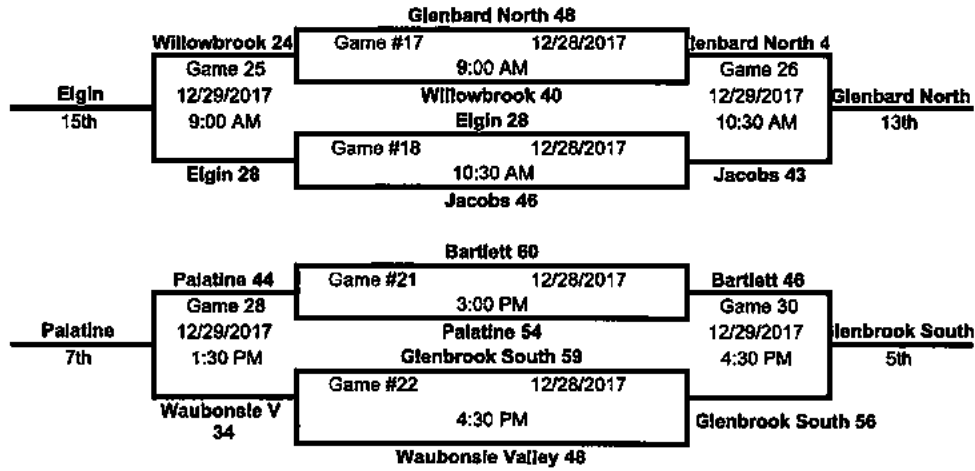 Glenbard North 48
Willowbrook 24
Game #17 12/28/2017
lenbard North 4
Game 25
9:00 AM
Game 26
Elgin
12/29/2017
Willowbrook 40
12/29/2017
Glenbard North
15th
9:00 AM
Elgin 28
10:30 AM
13th
Game #18 12/28/2017
Elgin 28
10:30 AM
Jacobs 43
Jacobs 46
Bartlett 60
Palatine 44
Game #21 12/28/2017
Bartlett 46
Game 28
3:00 PM
Game 30
Palatine
12/29/2017
Palatine 54
12/29/2017
lenbrook South
7th
1:30 PM
Glenbrook South 59
4:30 PM
5th
Game #22 12/28/2017
Waubonsie V
34
4:30 PM
Glenbrook South 56
Waubonsie Valley 48